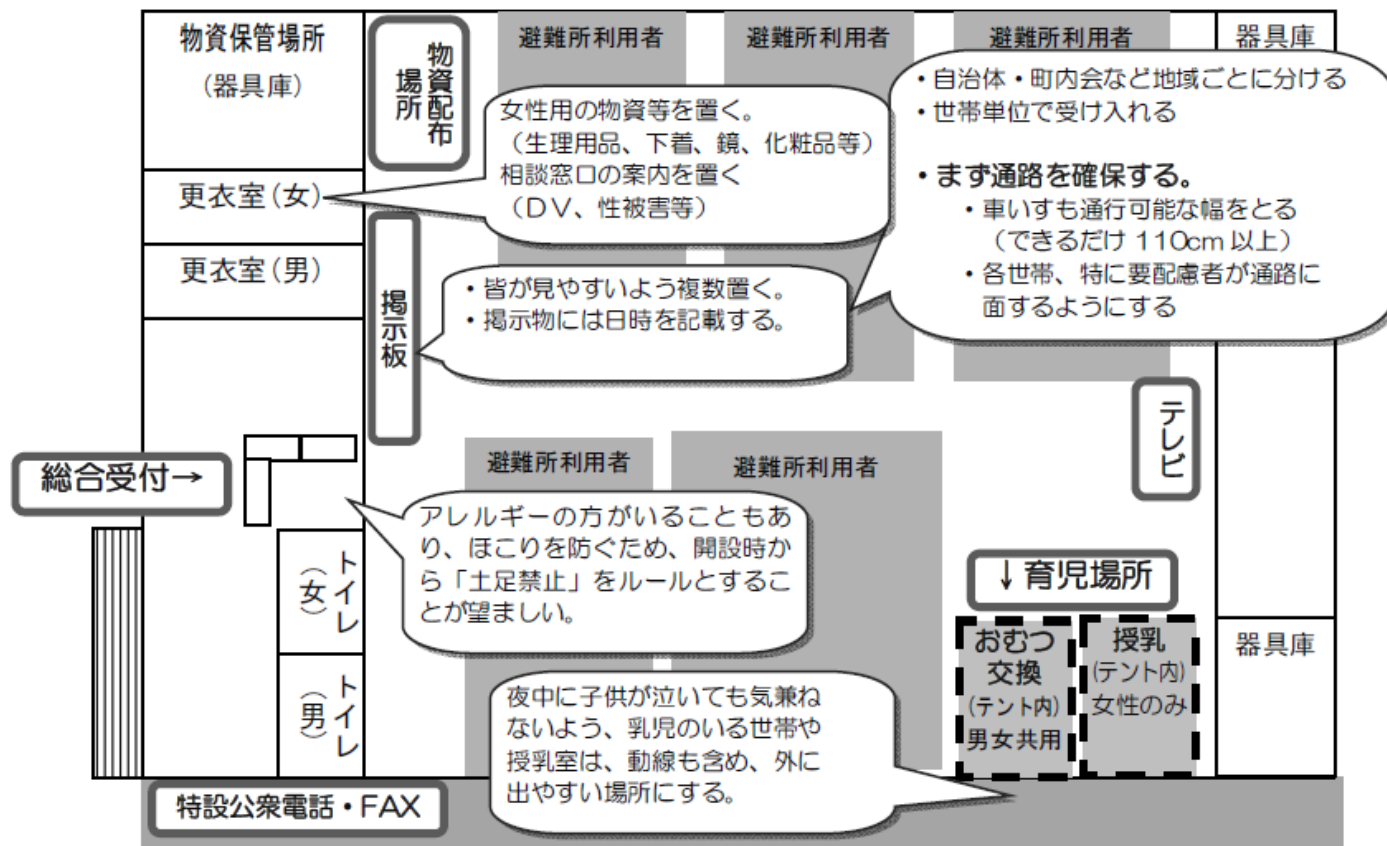 物資保管場所
(器具庫)
物資配布
場所
避難所利用者
避難所利用者
避難所利用者
器具庫
・自治体・町内会など地域ごとに分ける
・世帯単位で受け入れる
・まず通路を確保する。
・車いすも通行可能な幅をとる
（できるだけ 110cm 以上）
・各世帯、特に要配慮者が通路に
面するようにする
女性用の物資等を置く。
（生理用品、下着、鏡、化粧品等）
相談窓口の案内を置く
（ＤＶ、性被害等）
更衣室(女)
更衣室(男)
掲示板
・皆が見やすいよう複数置く。
・掲示物には日時を記載する。
テレビ
総合受付→
避難所利用者
避難所利用者
アレルギーの方がいることもあ
り、ほこりを防ぐため、開設時か
ら「土足禁止」をルールとするこ
とが望ましい。
トイレ
（女）
トイレ
（男）
↓育児場所
おむつ
交換
(テント内)
男女共用
授乳
(テント内)
女性のみ
器具庫
夜中に子供が泣いても気兼ね
ないよう、乳児のいる世帯や
授乳室は、動線も含め、外に
出やすい場所にする。
特設公衆電話・FAX